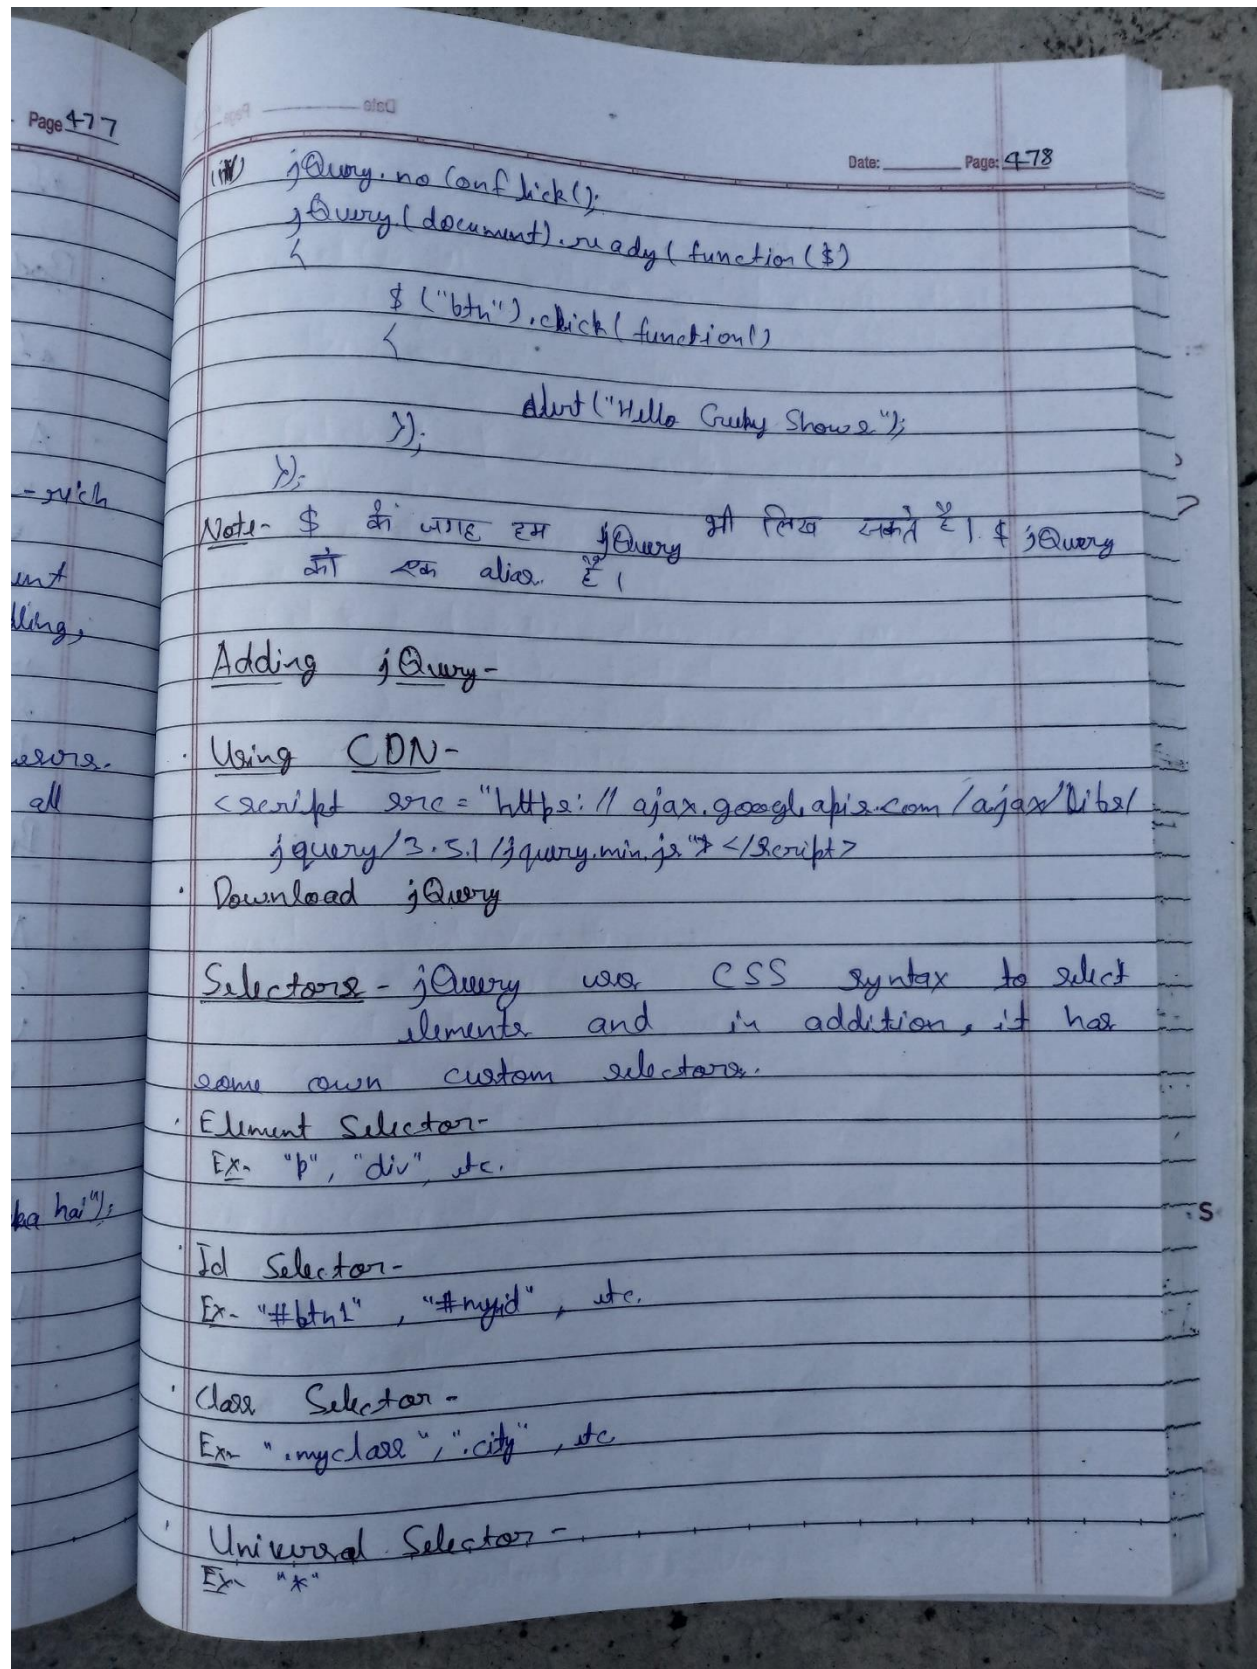 Page 477
- rich
ling,
all
hai");
Date: Page: 478
jQuery.noConflick();
jQuery(document).ready(function($)
{
$("btn").click(function()
{
Alert("Hello Geeky Shows");
});
});
Note- $ के जगह हम jQuery भी लिख सकते है। $ jQuery
को एक alias है।
Adding jQuery-
· Using CDN-
<script src="https://ajax.googleapis.com/ajax/libs/
jquery/3.5.1/jquery.min.js"></script>
· Download jQuery
Selectors - jQuery use CSS syntax to select
elements and in addition, it has
some own custom selectors.
· Element Selector-
Ex- "p", "div", etc.
· Id Selector-
Ex- "#btn1", "#myid", etc.
· Class Selector-
Ex- ".myclass", ".city", etc
· Universal Selector-
Ex- "*"